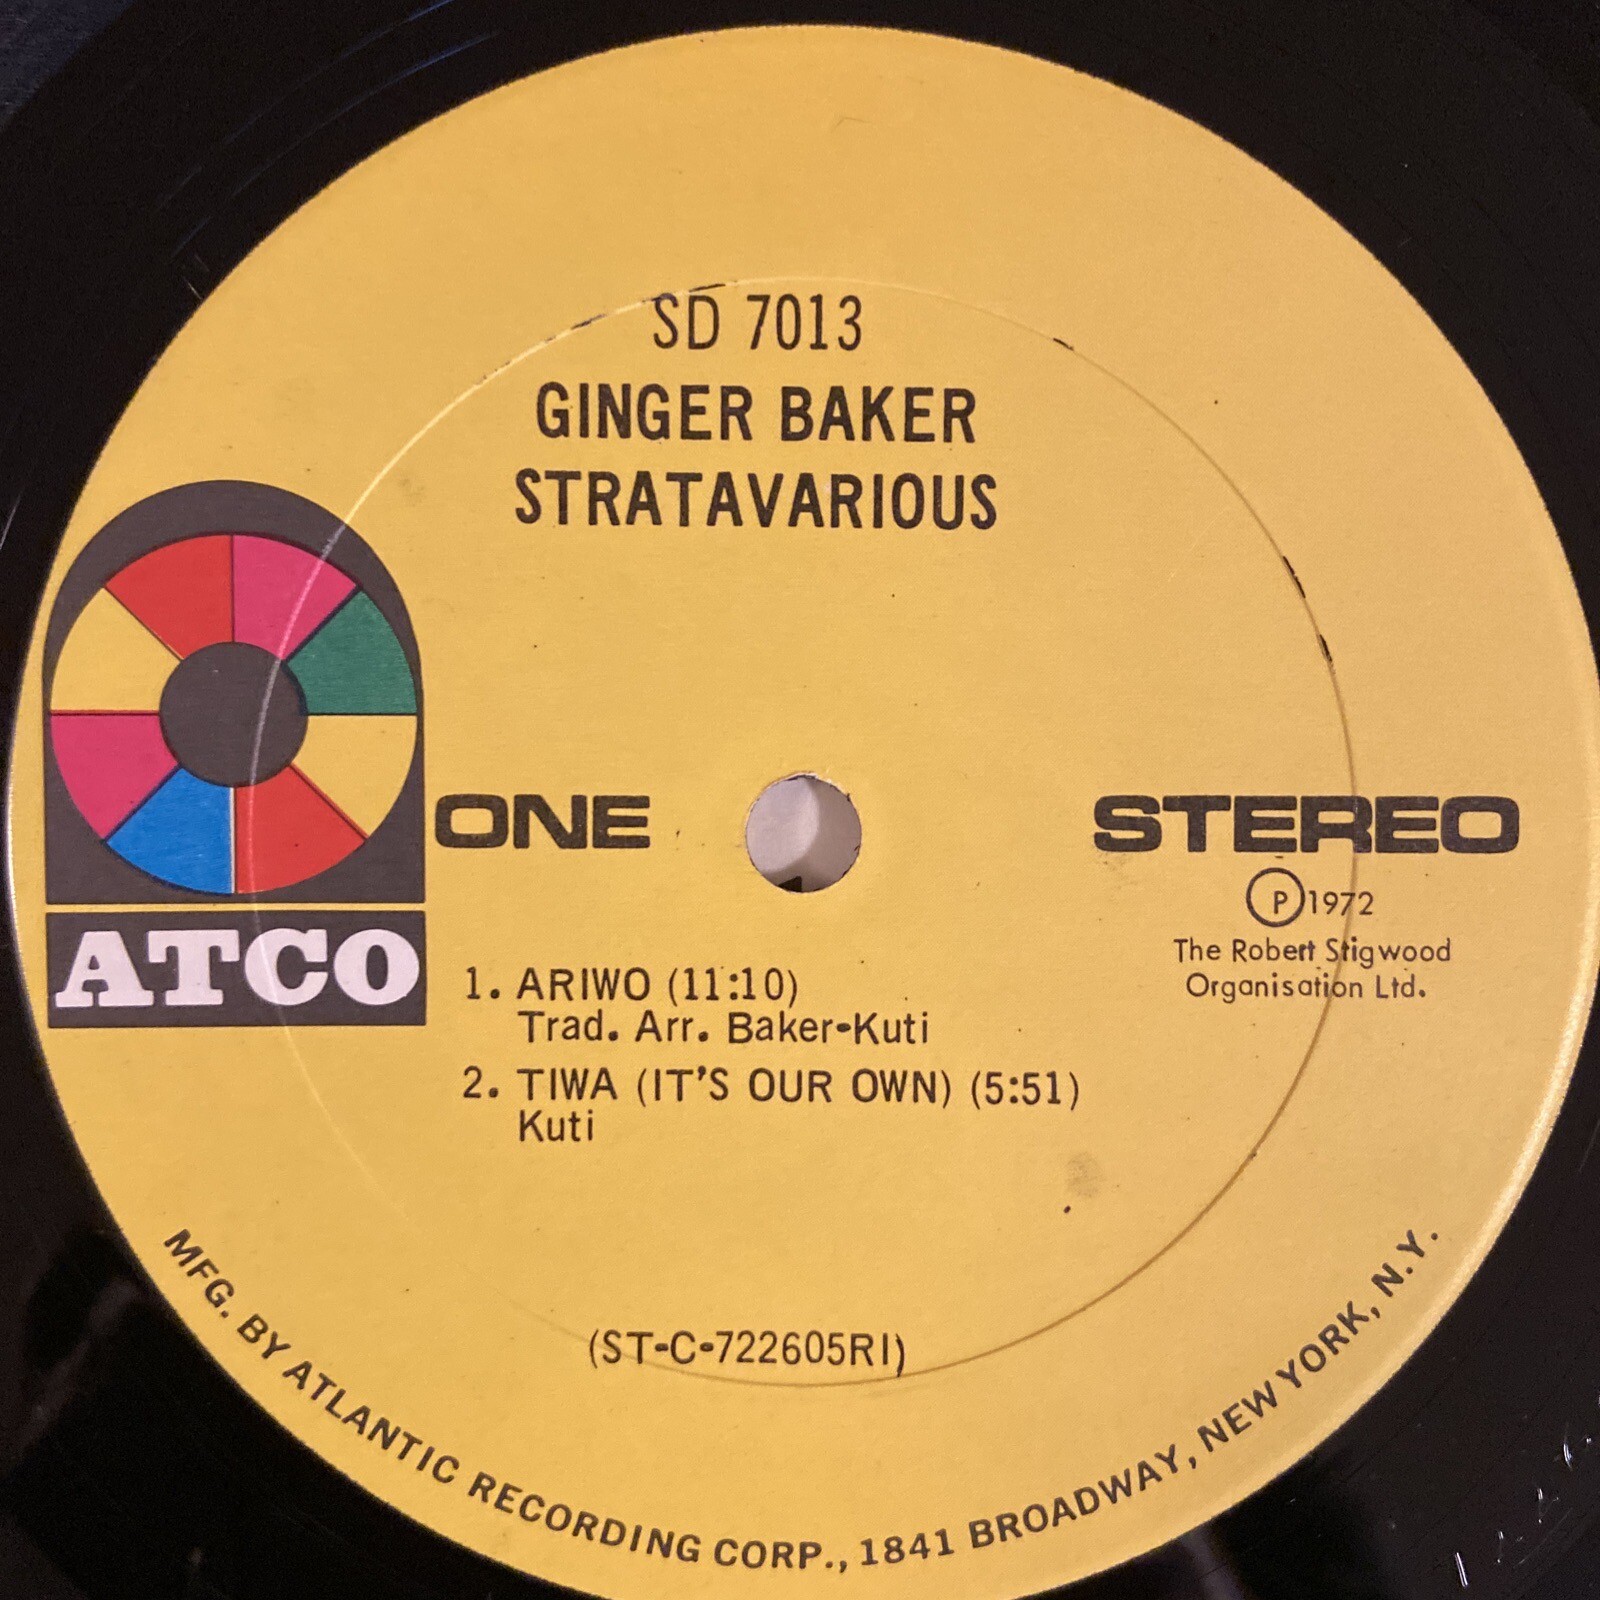 SD 7013
GINGER BAKER
STRATAVARIOUS
ATCO
ONE
STEREO
Ⓟ1972
The Robert Stigwood
Organisation Ltd.
1. ARIWO (11:10)
Trad. Arr. Baker-Kuti
2. TIWA (IT'S OUR OWN) (5:51)
Kuti
(ST-C-722605RI)
MFG. BY ATLANTIC RECORDING CORP., 1841 BROADWAY, NEW YORK, N.Y.